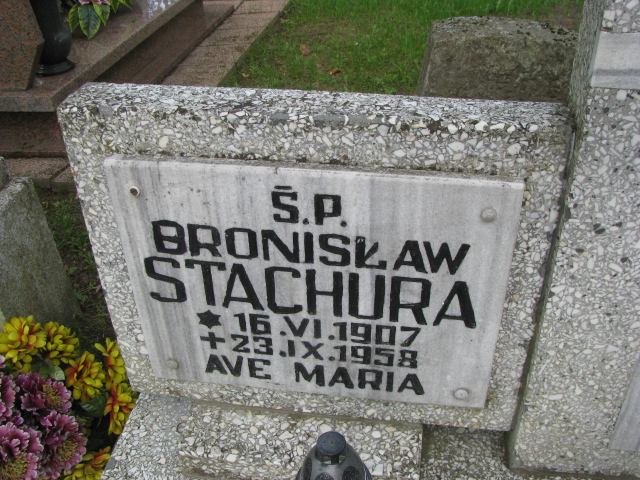 Ś.P.
BRONISŁAW
STACHURA
* 16.VI.1907
+ 23.IX.1958
AVE MARIA